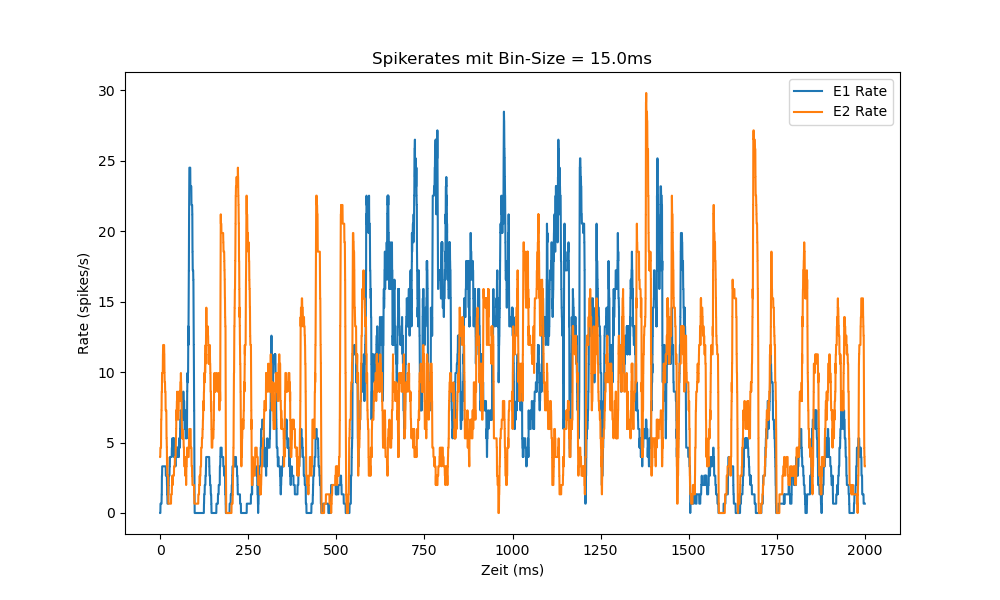 Spikerates mit Bin-Size = 15.0ms
E1 Rate
E2 Rate
Rate (spikes/s)
30
25
20
15
10
5
0
0 250 500 750 1000 1250 1500 1750 2000
Zeit (ms)